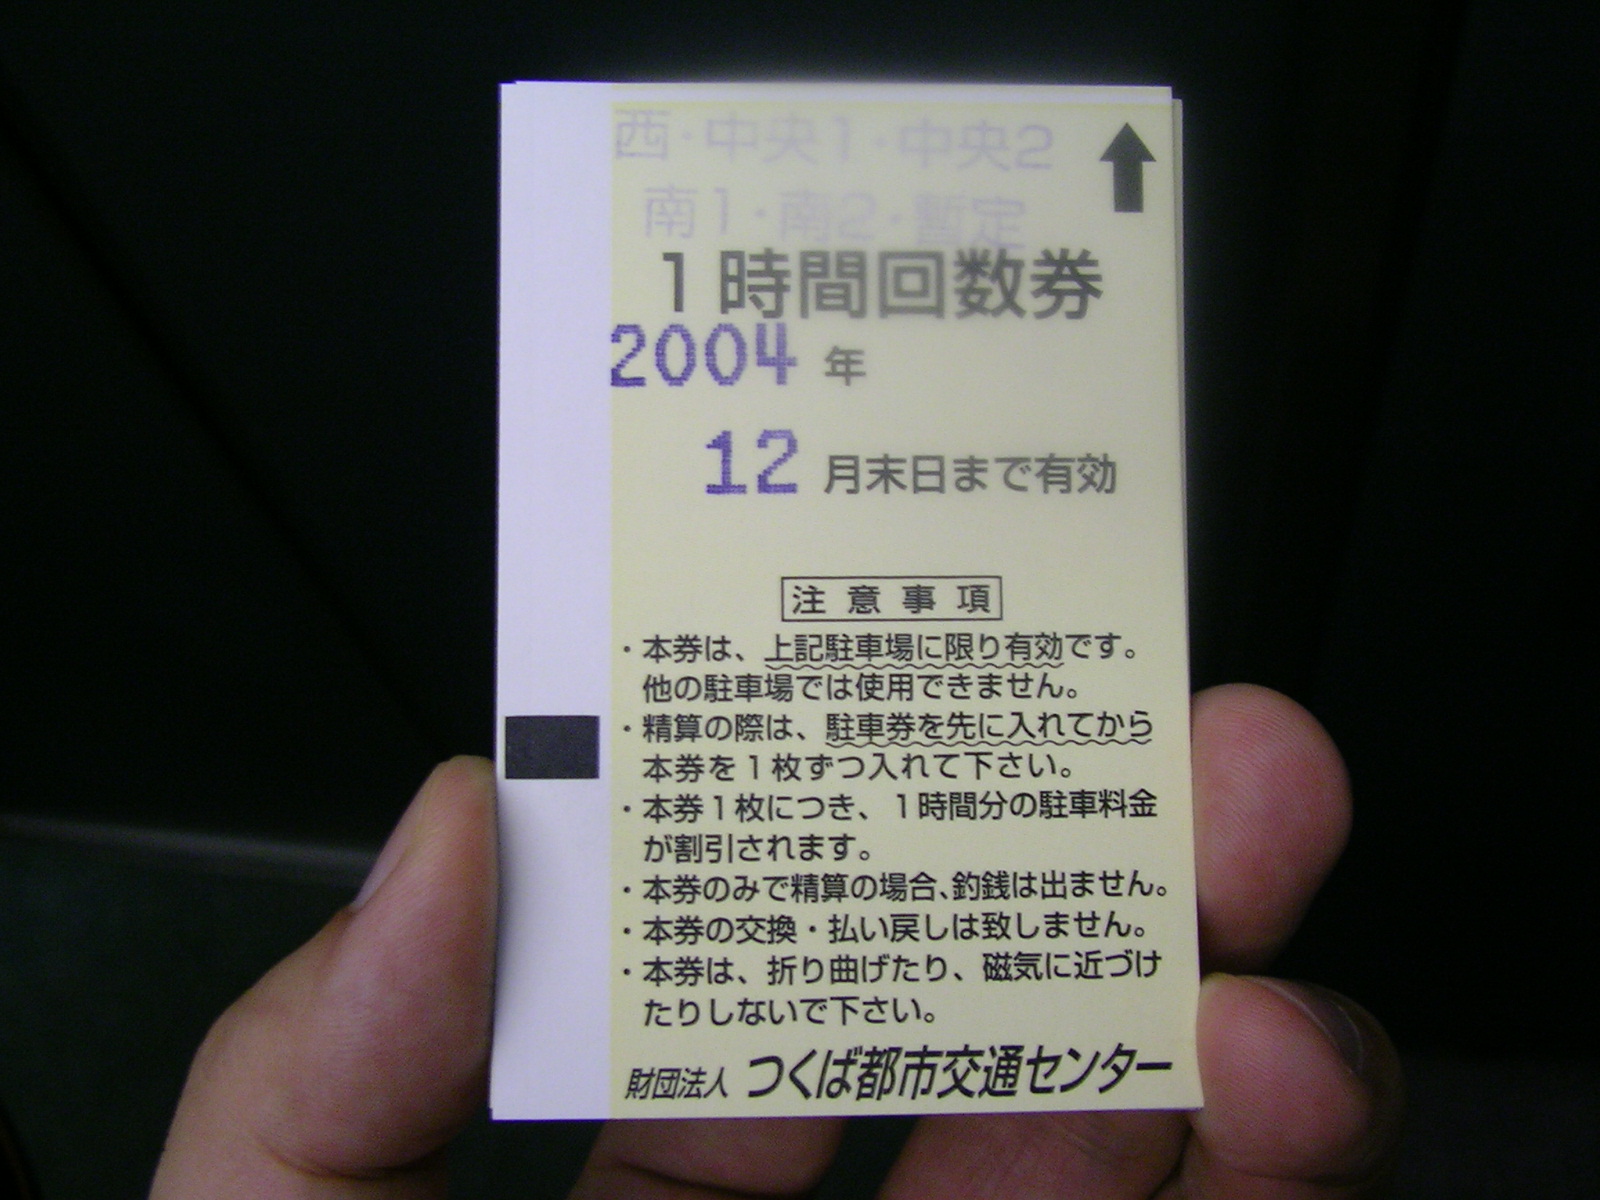 西・中央1・中央2
南1・南2・暫定
1時間回数券
2004 年
12 月末日まで有効
注意事項
・本券は、上記駐車場に限り有効です。
他の駐車場では使用できません。
・精算の際は、駐車券を先に入れてから
本券を1枚ずつ入れて下さい。
・本券1枚につき、1時間分の駐車料金
が割引されます。
・本券のみで精算の場合、釣銭は出ません。
・本券の交換・払い戻しは致しません。
・本券は、折り曲げたり、磁気に近づけ
たりしないで下さい。
財団法人 つくば都市交通センター